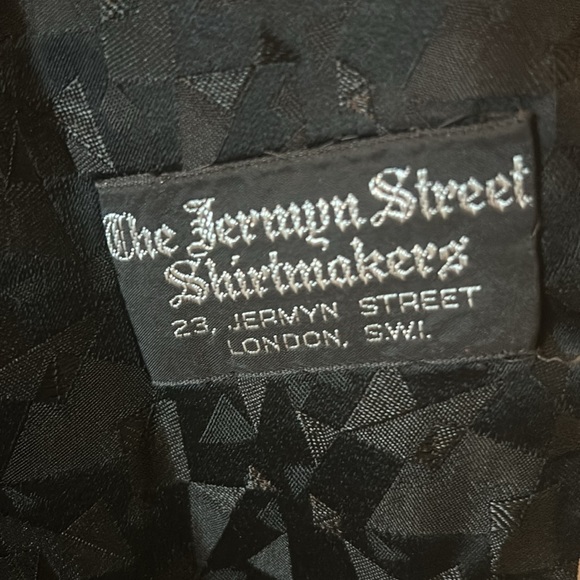 The Jermyn Street
Shirtmakers
23, JERMYN STREET
LONDON, S.W.1.